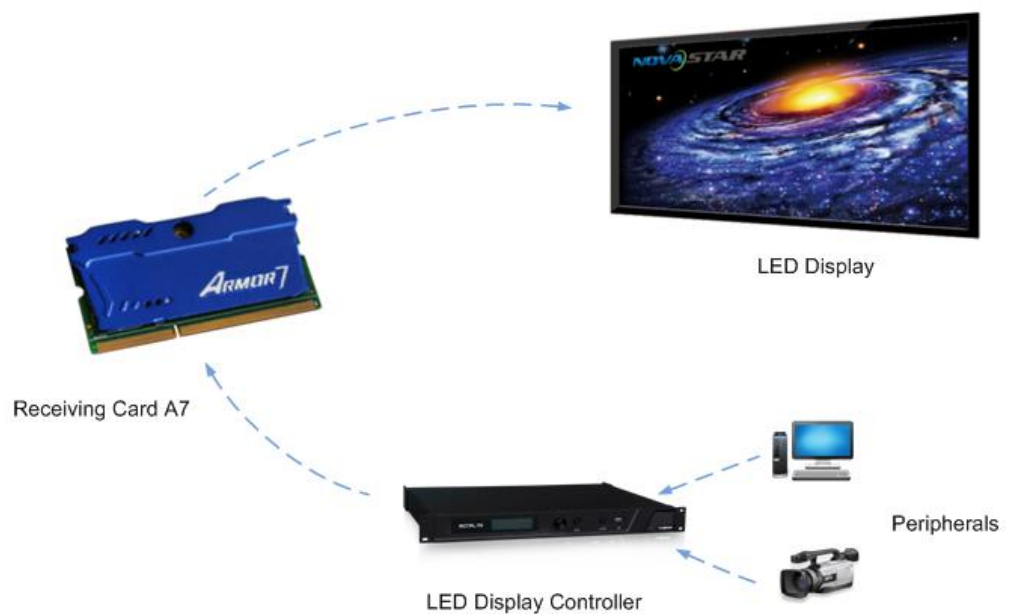 NOVASTAR
LED Display
ARMOR7
Receiving Card A7
Peripherals
LED Display Controller